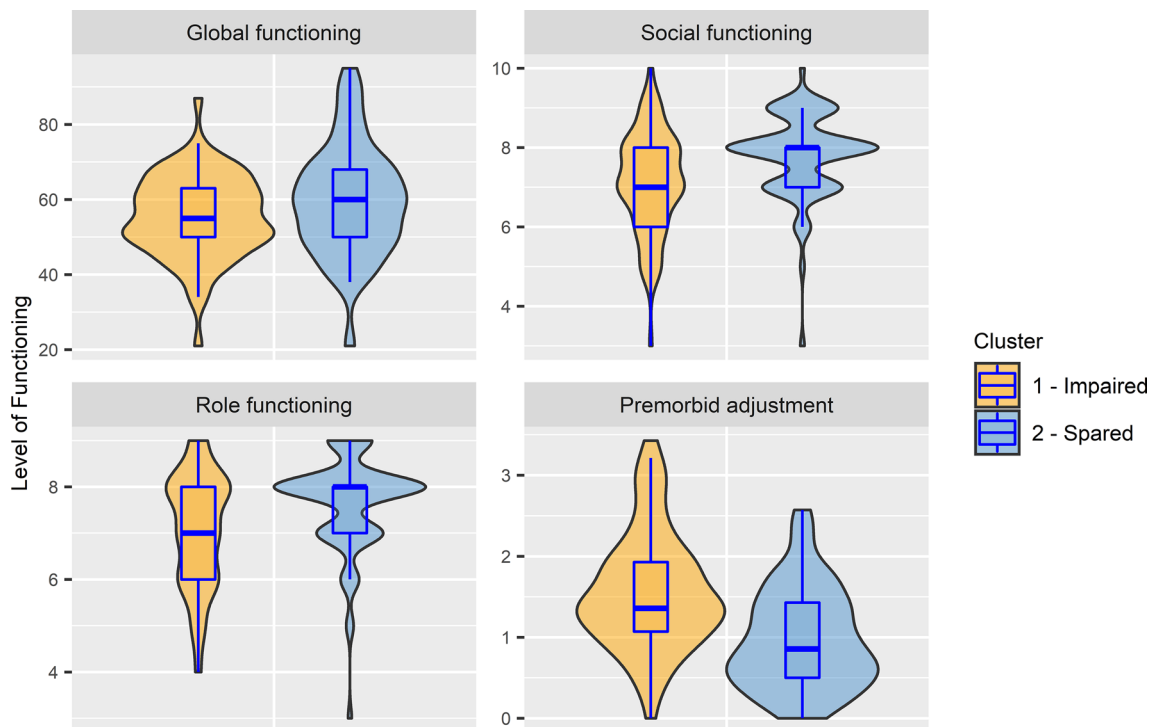 Global functioning
Social functioning
80
60
40
20
10
8
6
4
Level of Functioning
Role functioning
Premorbid adjustment
8
6
4
3
2
1
0
Cluster
1 - Impaired
2 - Spared